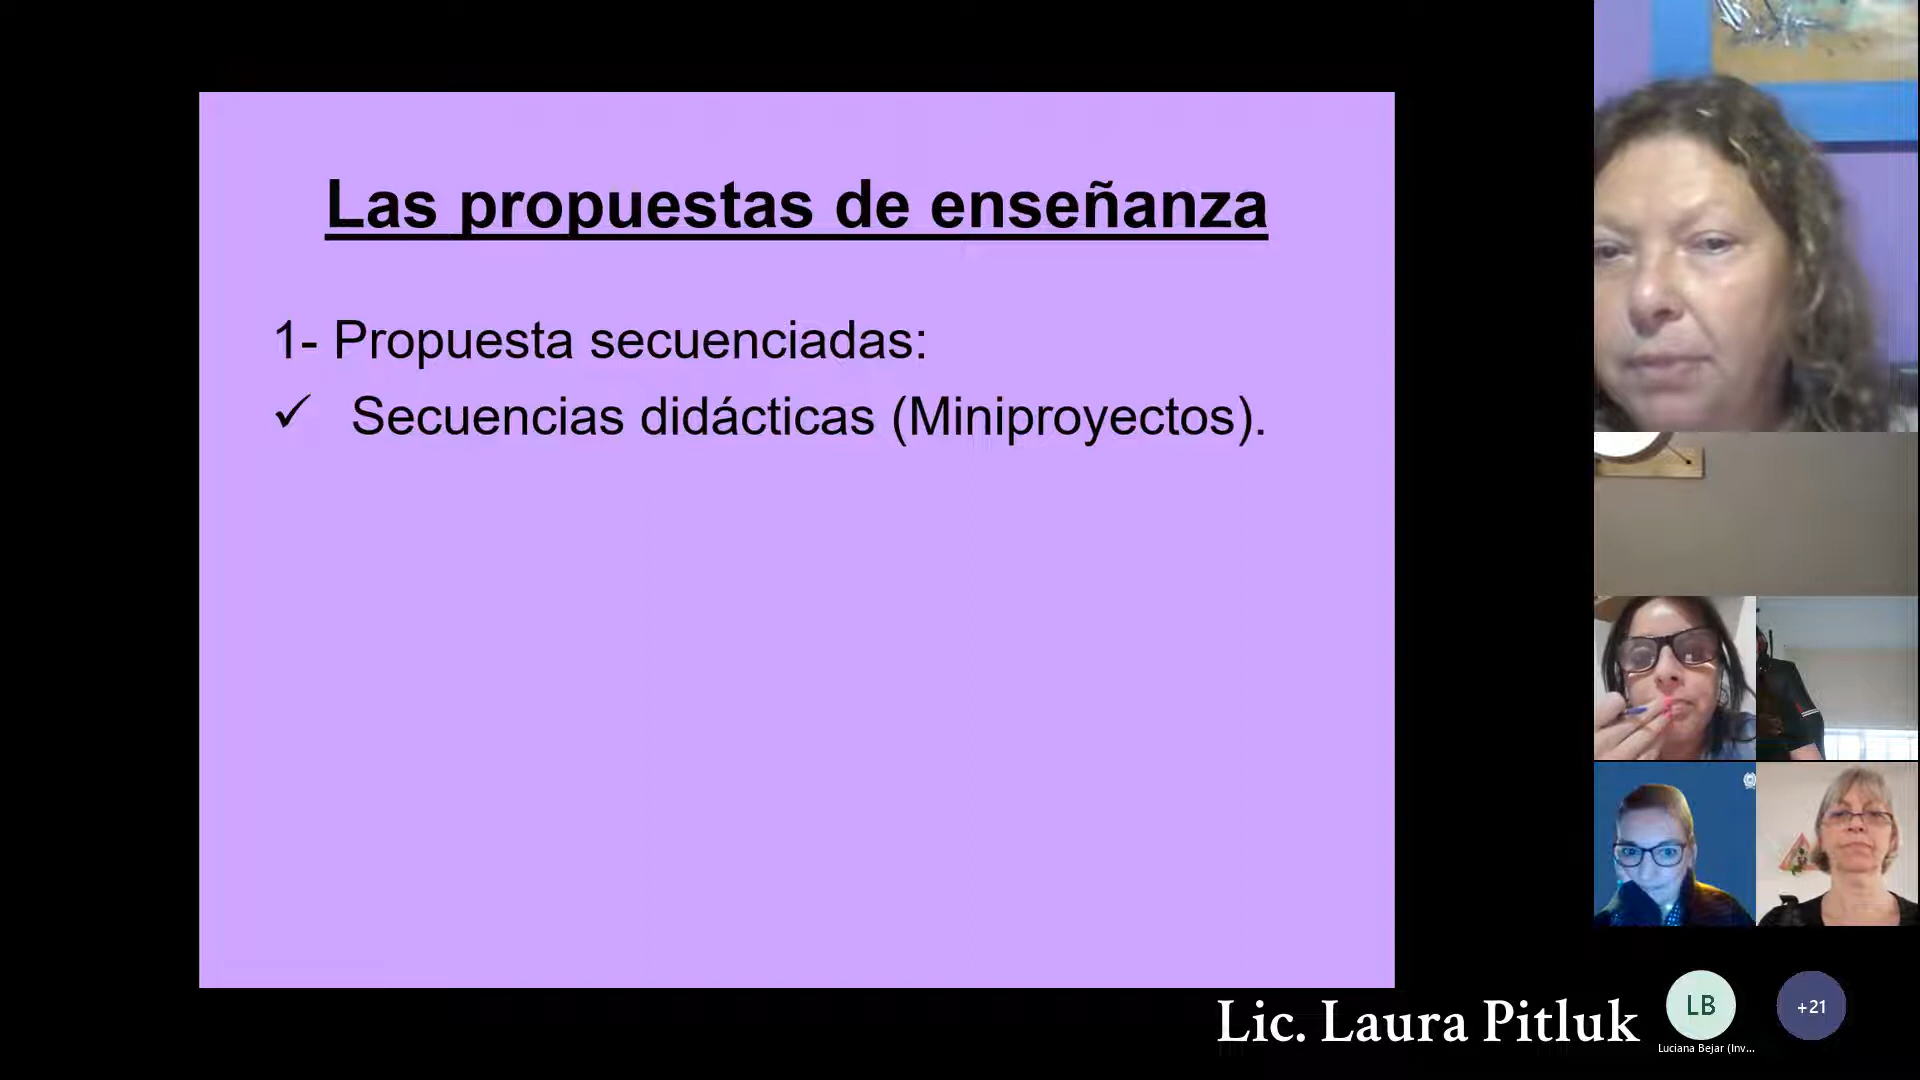 Las propuestas de enseñanza
1- Propuesta secuenciadas:
✓ Secuencias didácticas (Miniproyectos).
Lic. Laura Pitluk
LB
+21
Luciana Bejar (Inv...